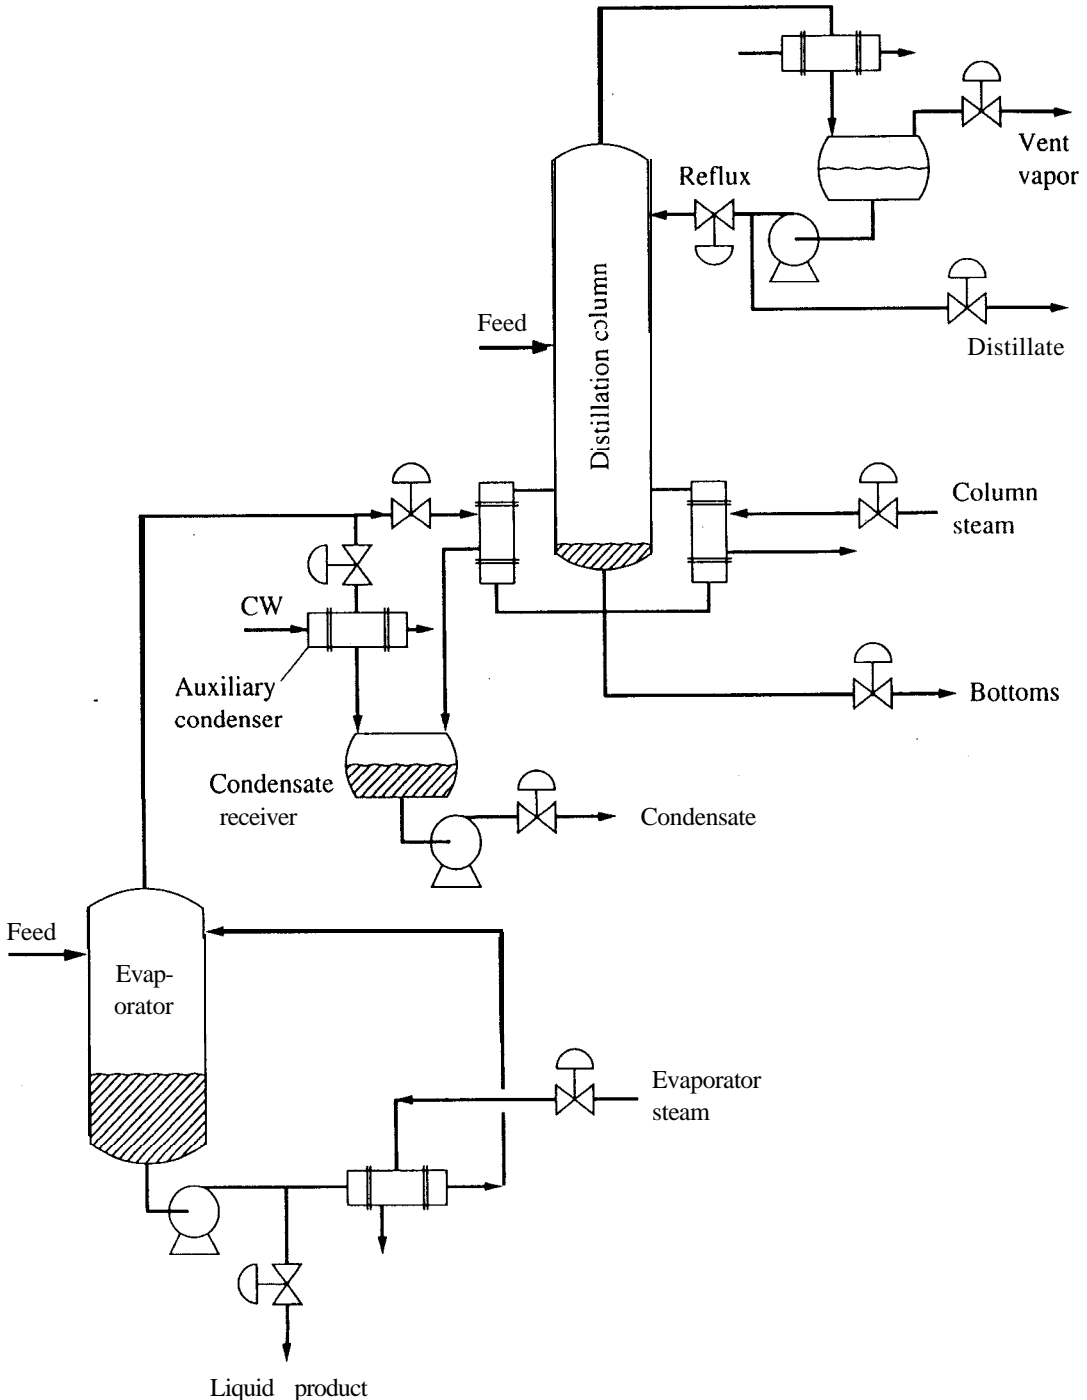 Vent
vapor
Reflux
Distillation column
Feed
Distillate
Column
steam
CW
Auxiliary
condenser
Bottoms
Condensate
receiver
Condensate
Feed
Evap-
orator
Evaporator
steam
Liquid product